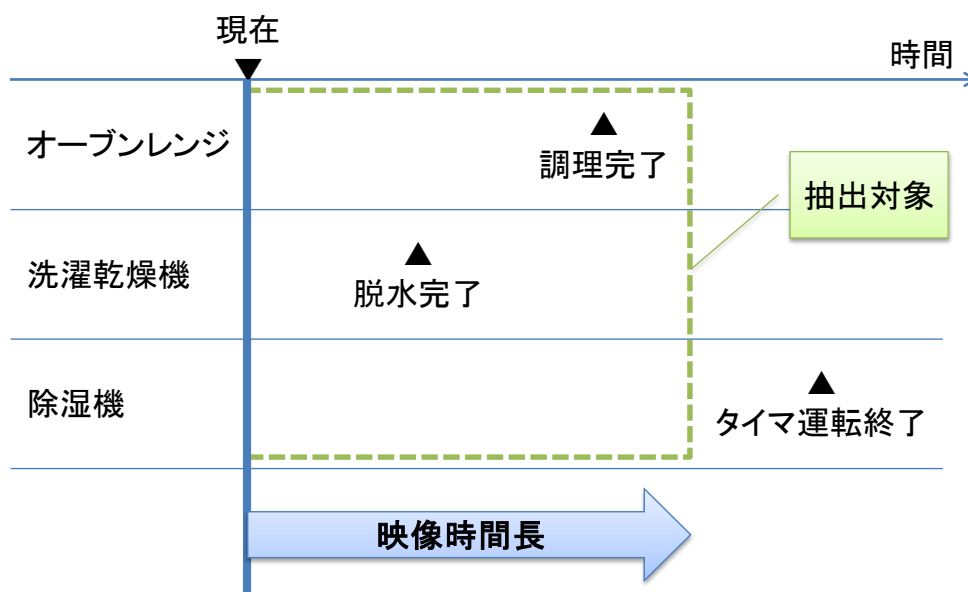 現在
時間
オーブンレンジ
調理完了
抽出対象
洗濯乾燥機
脱水完了
除湿機
タイマ運転終了
映像時間長